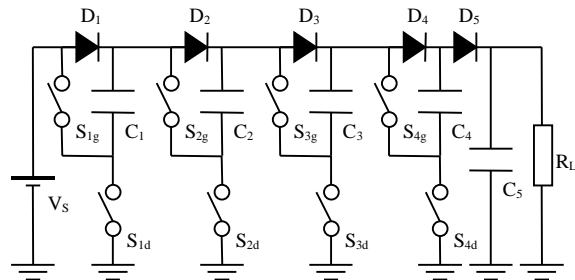 D1 D2 D3 D4 D5
S1g C1 S2g C2 S3g C3 S4g C4
RL
VS C5
S1d S2d S3d S4d